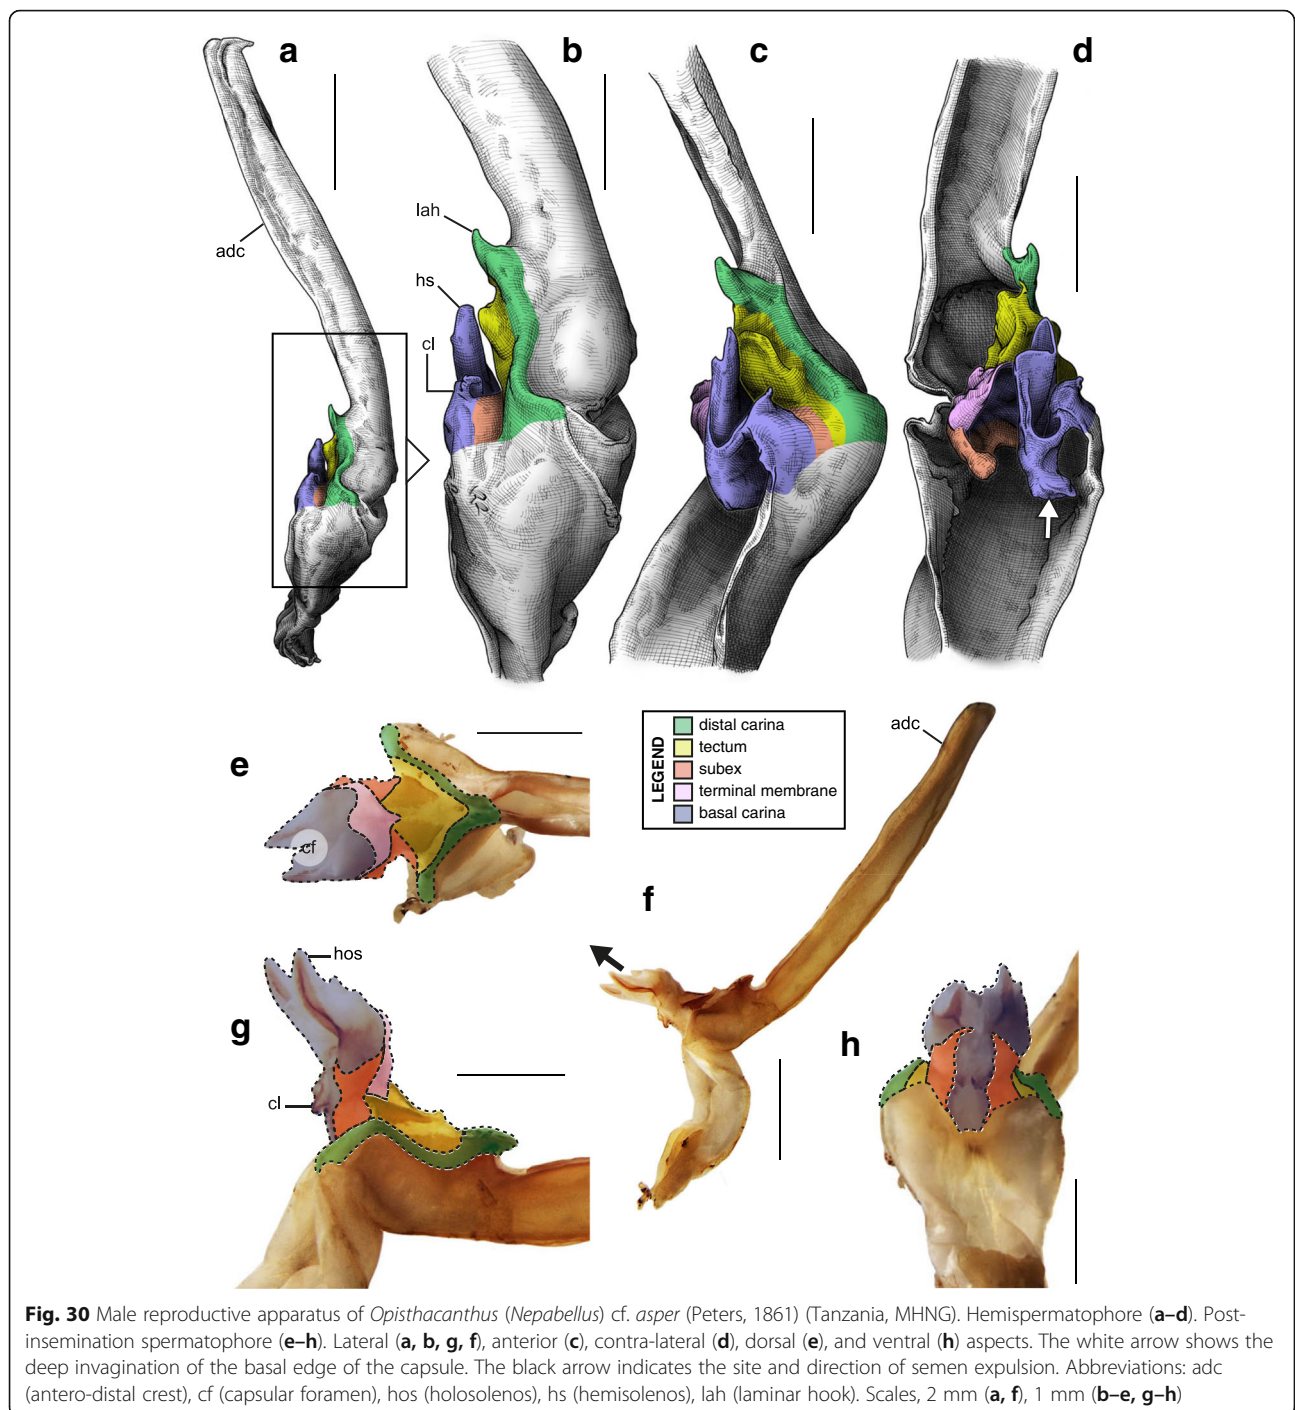 a
b
c
d
adc
lah
hs
cl
e
cf
LEGEND
distal carina
tectum
subex
terminal membrane
basal carina
adc
f
hos
g
cl
h
Fig. 30 Male reproductive apparatus of Opisthacanthus (Nepabellus) cf. asper (Peters, 1861) (Tanzania, MHNG). Hemispermatophore (a–d). Post-
insemination spermatophore (e–h). Lateral (a, b, g, f), anterior (c), contra-lateral (d), dorsal (e), and ventral (h) aspects. The white arrow shows the
deep invagination of the basal edge of the capsule. The black arrow indicates the site and direction of semen expulsion. Abbreviations: adc
(antero-distal crest), cf (capsular foramen), hos (holosolenos), hs (hemisolenos), lah (laminar hook). Scales, 2 mm (a, f), 1 mm (b–e, g–h)